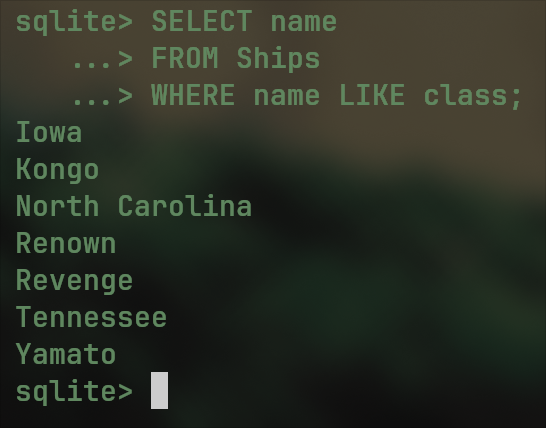 sqlite> SELECT name
   ...> FROM Ships
   ...> WHERE name LIKE class;
Iowa
Kongo
North Carolina
Renown
Revenge
Tennessee
Yamato
sqlite>